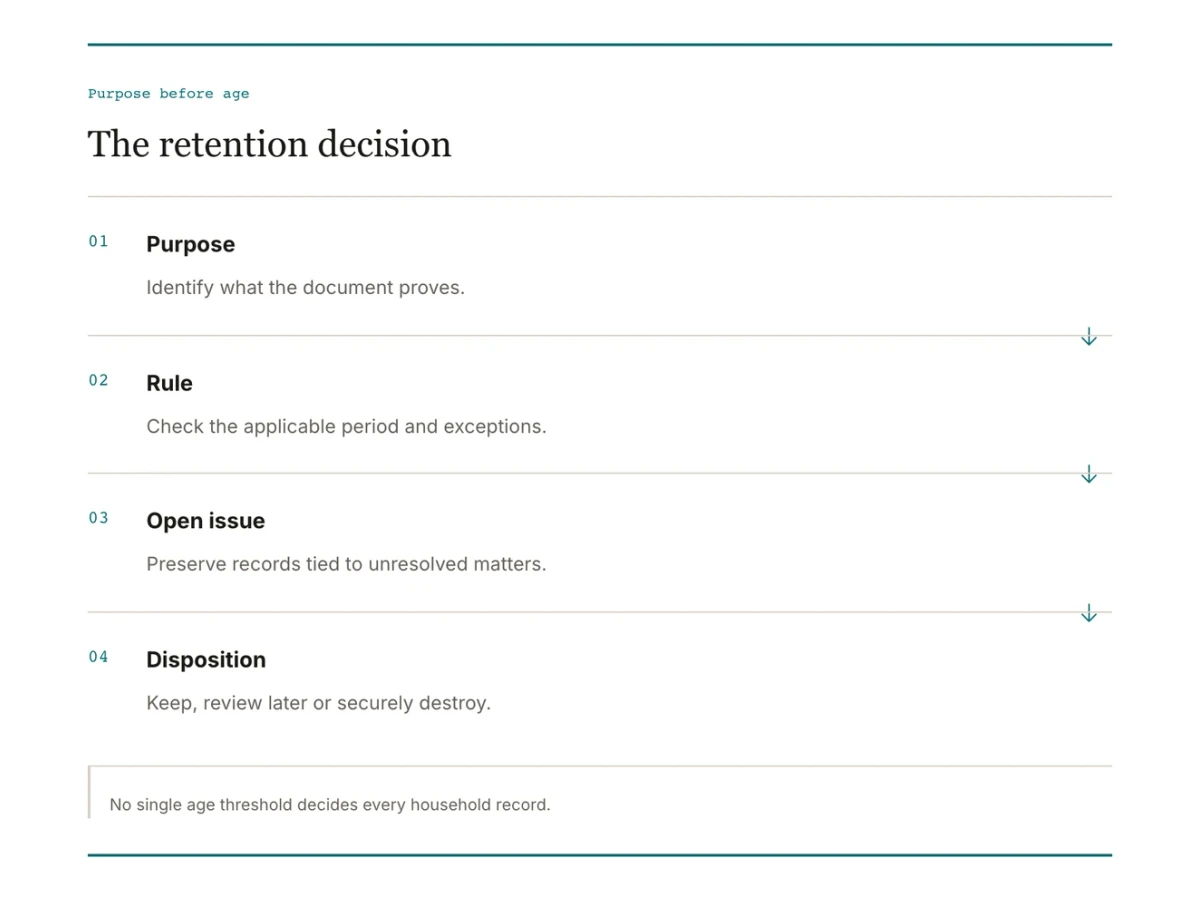 Purpose before age
The retention decision
01
Purpose
Identify what the document proves.
02
Rule
Check the applicable period and exceptions.
03
Open issue
Preserve records tied to unresolved matters.
04
Disposition
Keep, review later or securely destroy.
No single age threshold decides every household record.